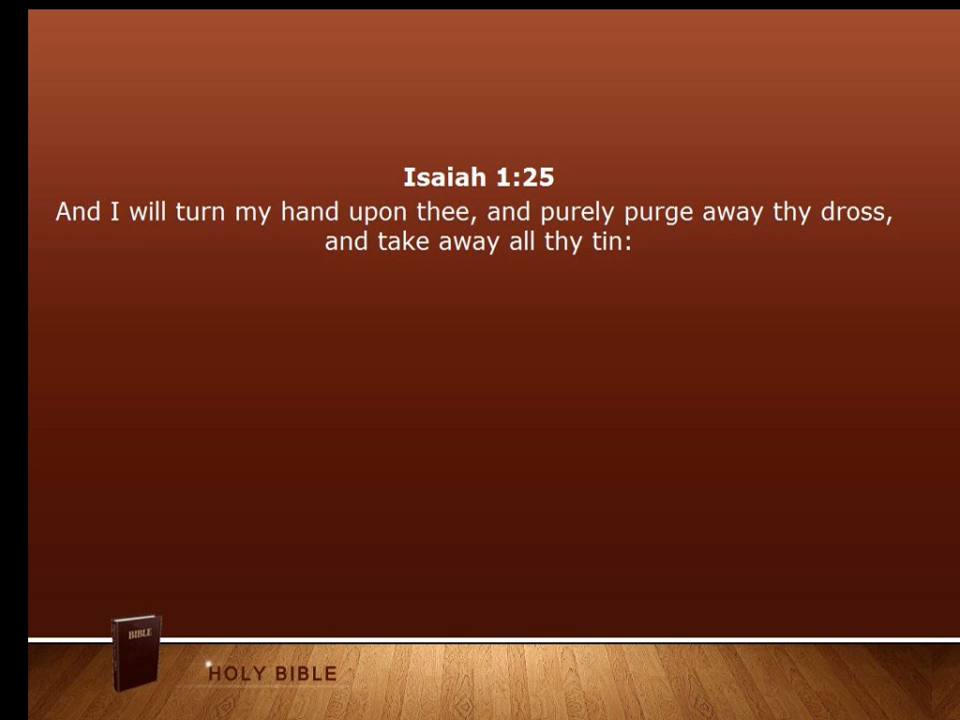 Isaiah 1:25
And I will turn my hand upon thee, and purely purge away thy dross,
and take away all thy tin:
BIBLE
HOLY BIBLE